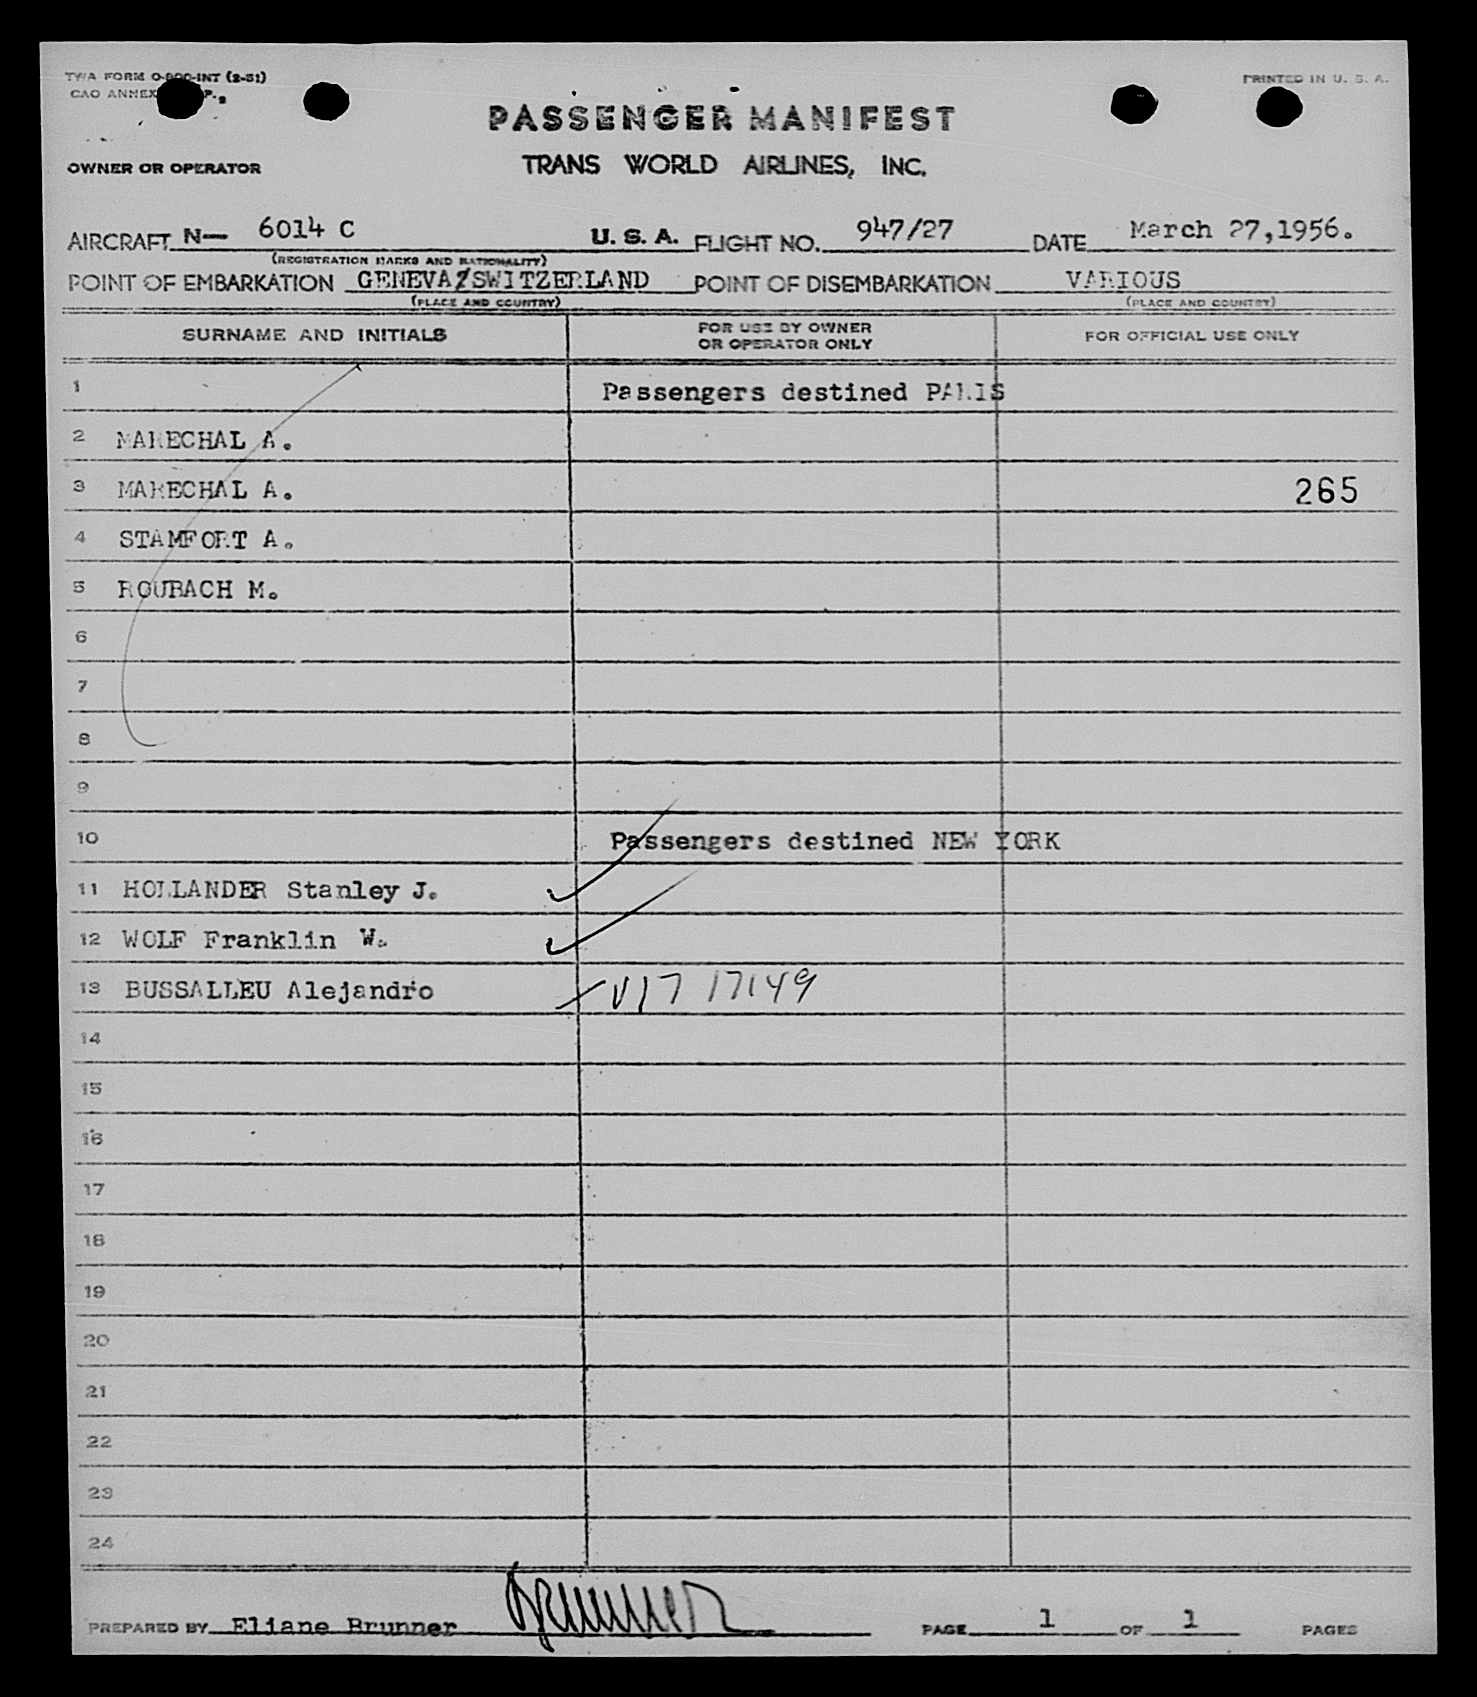 TWA FORM O-800-INT (2-51)
PRINTED IN U. S. A.
CAO ANNEX
PASSENGER MANIFEST
OWNER OR OPERATOR
TRANS WORLD AIRLINES, INC.
AIRCRAFT N— 6014 C U. S. A. FLIGHT NO. 947/27 DATE March 27,1956.
(REGISTRATION MARKS AND NATIONALITY)
POINT OF EMBARKATION GENEVA/SWITZERLAND POINT OF DISEMBARKATION VARIOUS
(PLACE AND COUNTRY) (PLACE AND COUNTRY)
SURNAME AND INITIALS FOR USE BY OWNER OR OPERATOR ONLY FOR OFFICIAL USE ONLY
1 Passengers destined PARIS
2 MARECHAL A.
3 MARECHAL A. 265
4 STAMFORT A.
5 ROUBACH M.
6
7
8
9
10 Passengers destined NEW YORK
11 HOLLANDER Stanley J.
12 WOLF Franklin W.
13 BUSSALLEU Alejandro V17 17149
14
15
16
17
18
19
20
21
22
23
24
PREPARED BY Eliane Brunner Brunner PAGE 1 OF 1 PAGES